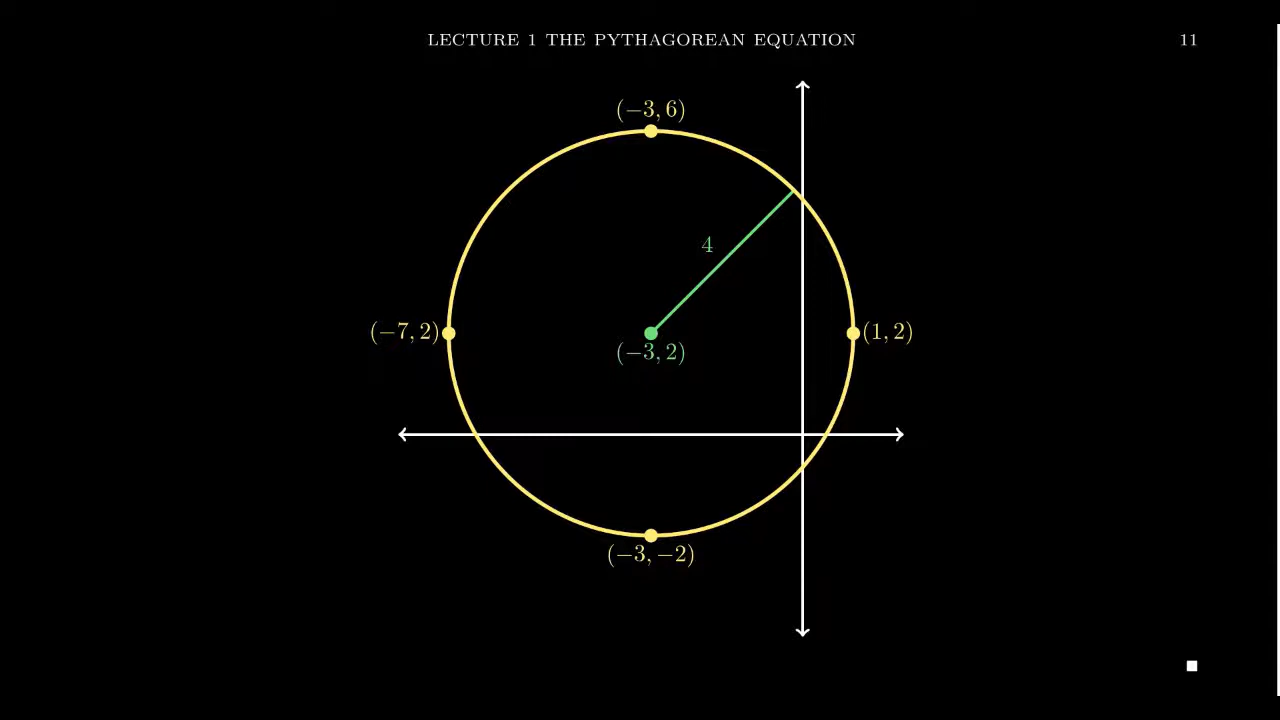 LECTURE 1 THE PYTHAGOREAN EQUATION 11
(−3, 6)
4
(−7, 2) (1, 2)
(−3, 2)
(−3, −2)